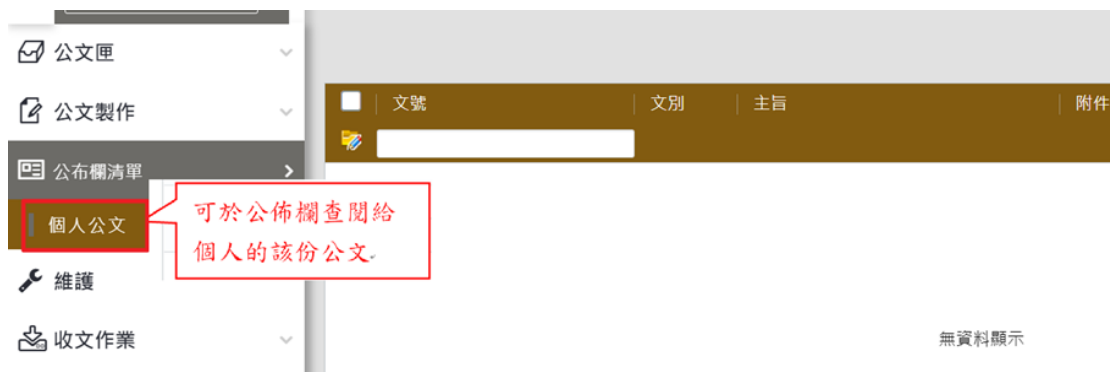 公文匣
公文製作
公布欄清單
個人公文
維護
收文作業
可於公佈欄查閱給
個人的該份公文。
文號 文別 主旨 附件
無資料顯示